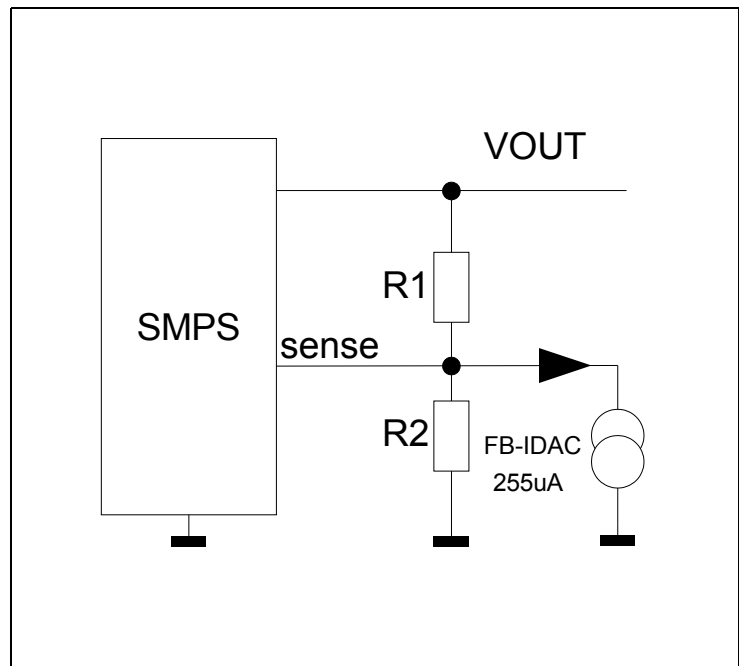 VOUT
R1
SMPS
sense
R2
FB-IDAC
255uA